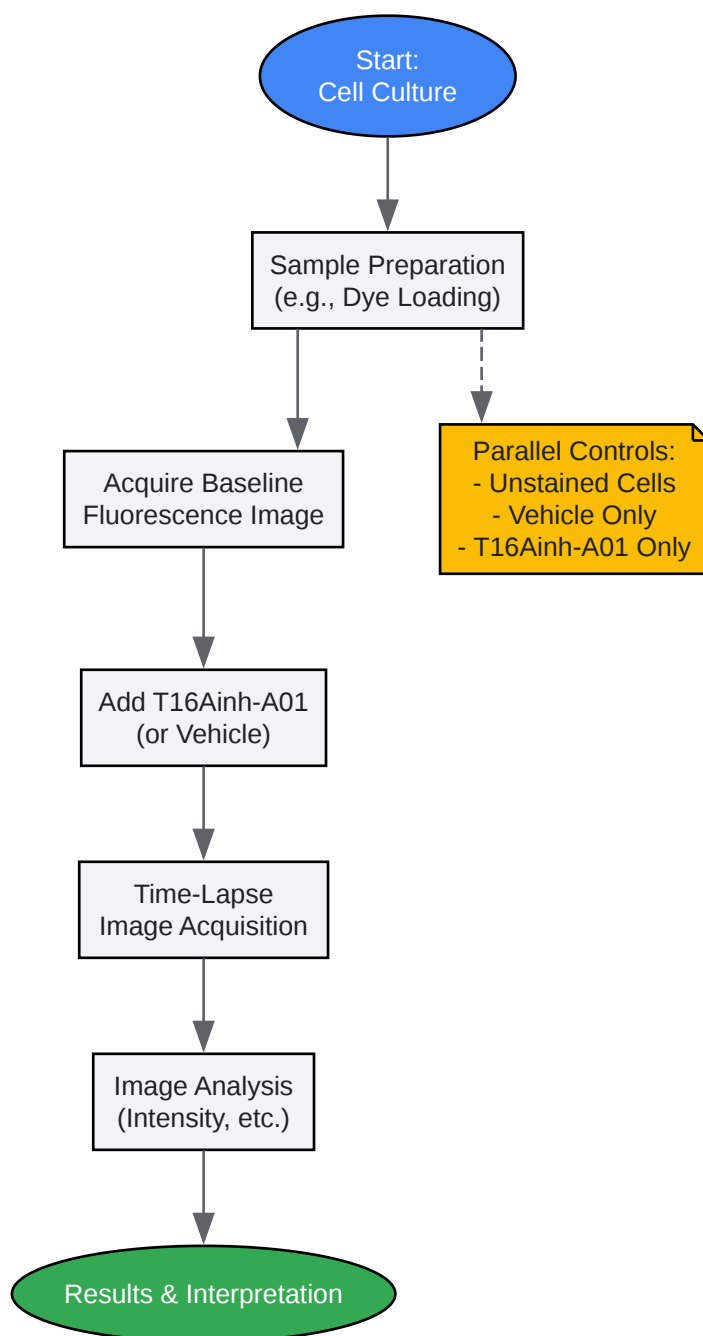 Start:
Cell Culture
Sample Preparation
(e.g., Dye Loading)
Acquire Baseline
Fluorescence Image
Parallel Controls:
- Unstained Cells
- Vehicle Only
- T16Ainh-A01 Only
Add T16Ainh-A01
(or Vehicle)
Time-Lapse
Image Acquisition
Image Analysis
(Intensity, etc.)
Results & Interpretation